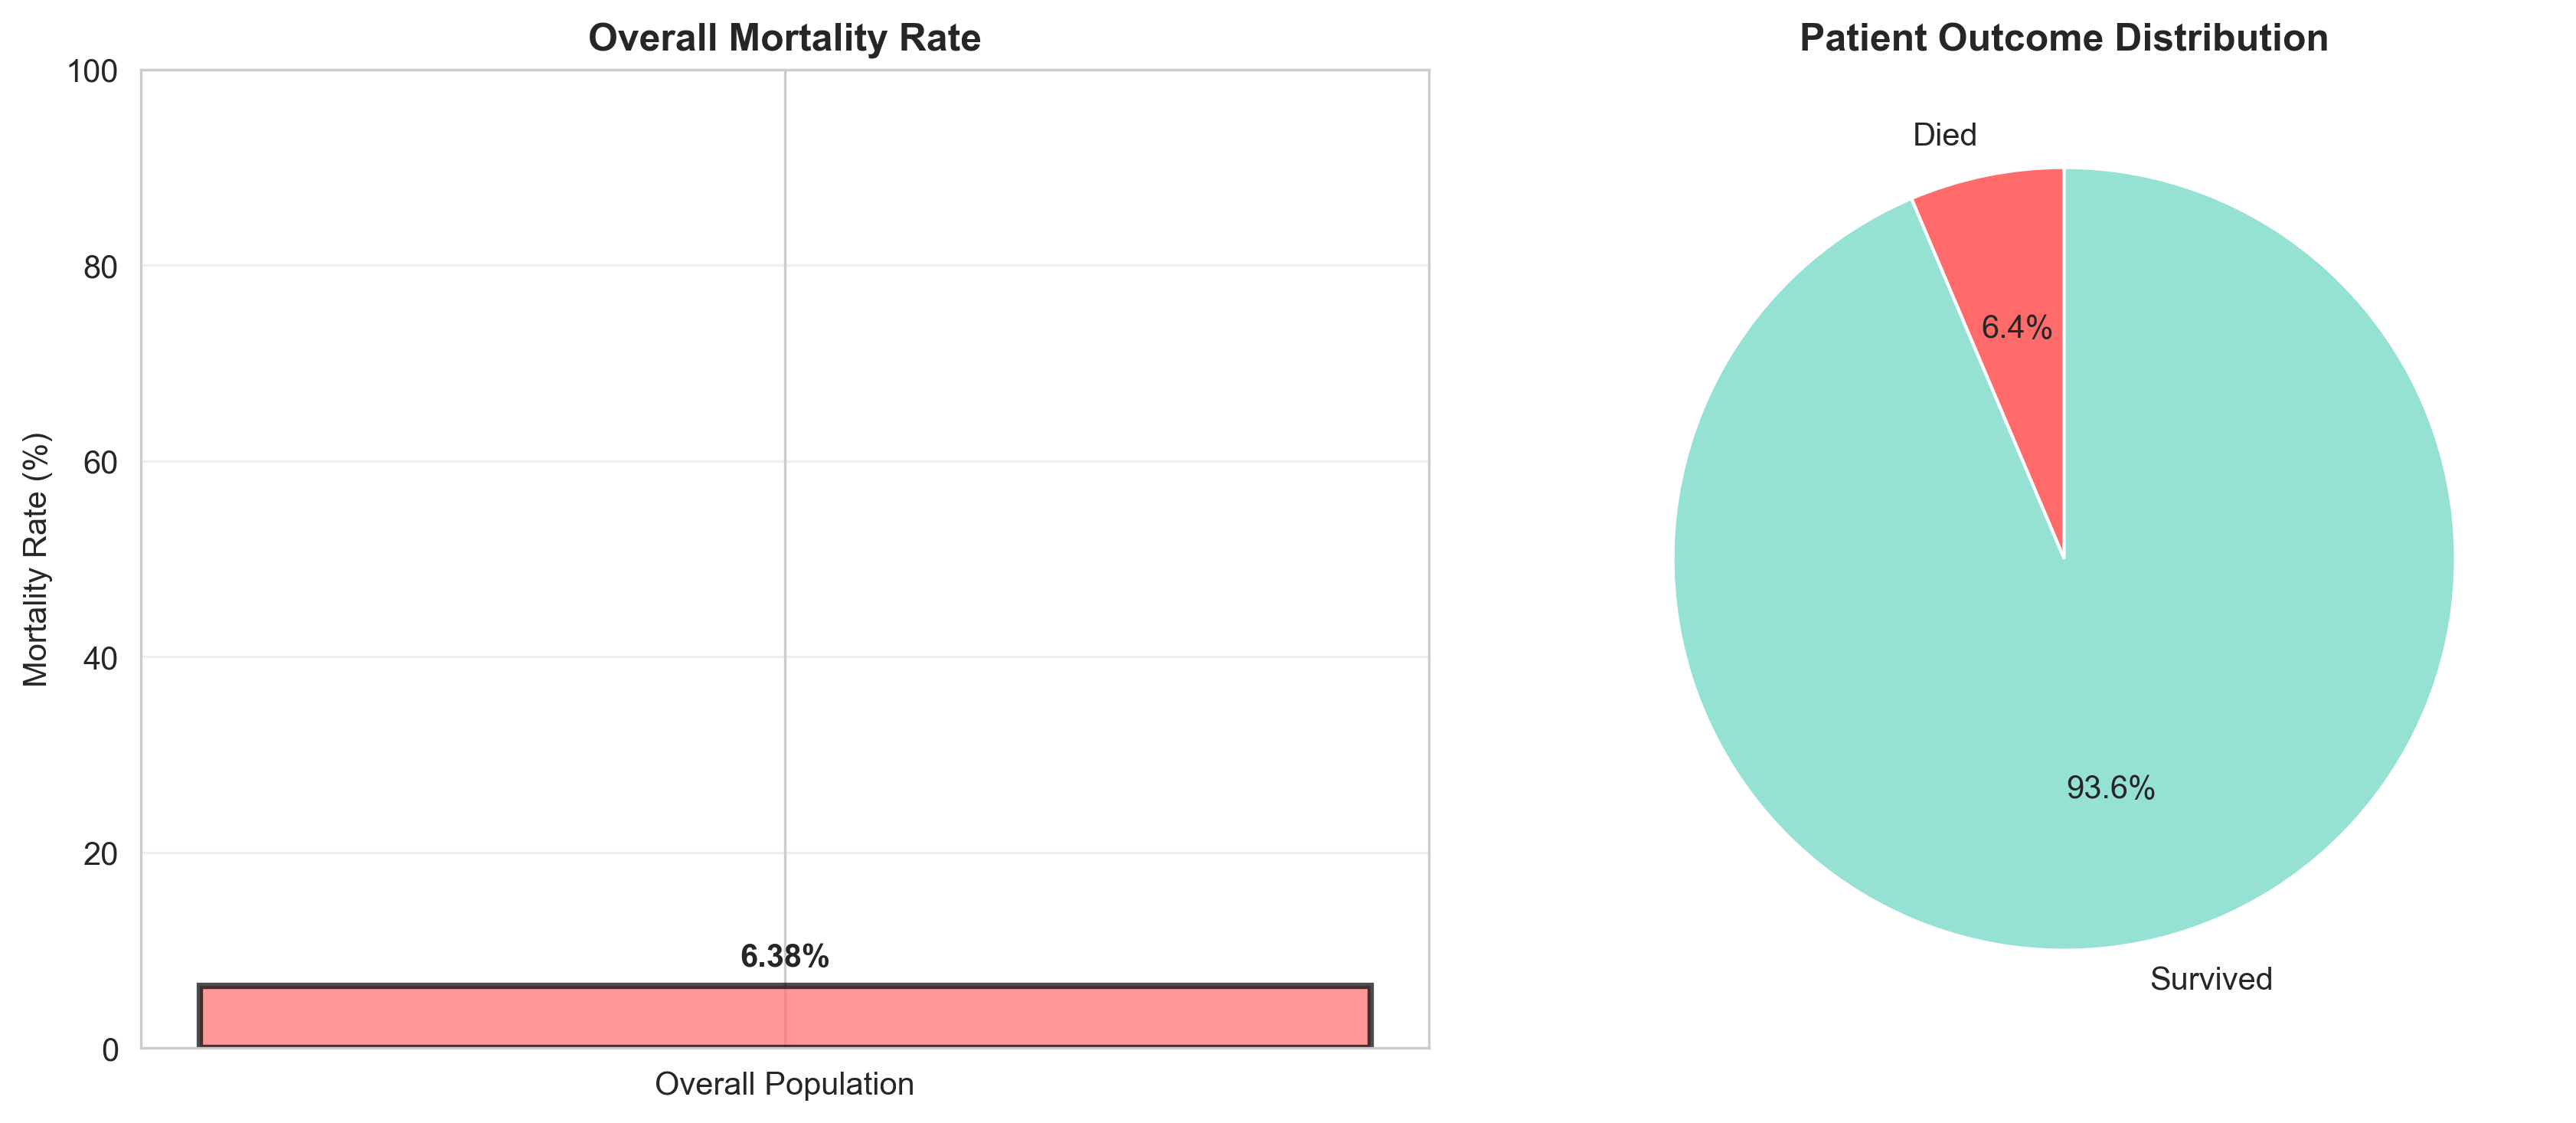 Overall Mortality Rate
100
80
60
40
20
0
Mortality Rate (%)
6.38%
Overall Population
Patient Outcome Distribution
Died
6.4%
93.6%
Survived